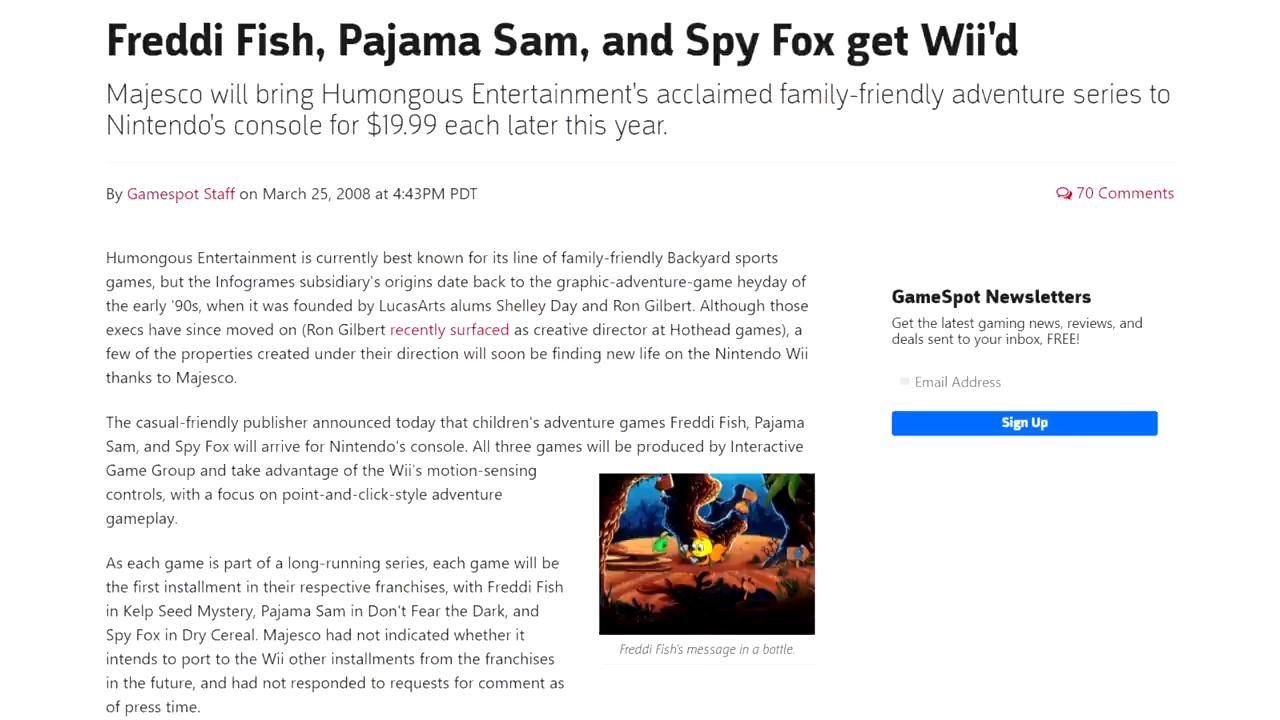 Freddi Fish, Pajama Sam, and Spy Fox get Wii'd
Majesco will bring Humongous Entertainment's acclaimed family-friendly adventure series to
Nintendo's console for $19.99 each later this year.
By Gamespot Staff on March 25, 2008 at 4:43PM PDT
70 Comments
Humongous Entertainment is currently best known for its line of family-friendly Backyard sports
games, but the Infogrames subsidiary's origins date back to the graphic-adventure-game heyday of
the early '90s, when it was founded by LucasArts alums Shelley Day and Ron Gilbert. Although those
execs have since moved on (Ron Gilbert recently surfaced as creative director at Hothead games), a
few of the properties created under their direction will soon be finding new life on the Nintendo Wii
thanks to Majesco.
The casual-friendly publisher announced today that children's adventure games Freddi Fish, Pajama
Sam, and Spy Fox will arrive for Nintendo's console. All three games will be produced by Interactive
Game Group and take advantage of the Wii's motion-sensing
controls, with a focus on point-and-click-style adventure
gameplay.
As each game is part of a long-running series, each game will be
the first installment in their respective franchises, with Freddi Fish
in Kelp Seed Mystery, Pajama Sam in Don't Fear the Dark, and
Spy Fox in Dry Cereal. Majesco had not indicated whether it
intends to port to the Wii other installments from the franchises
in the future, and had not responded to requests for comment as
of press time.
Freddi Fish's message in a bottle.
GameSpot Newsletters
Get the latest gaming news, reviews, and
deals sent to your inbox, FREE!
Email Address
Sign Up